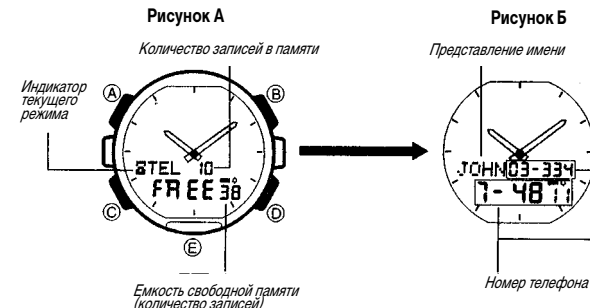 Рисунок А
Рисунок Б
Количество записей в памяти
Представление имени
Индикатор
текущего
режима
A
B
TEL 10
FREE 38
C
D
E
JOHN 03-334
7-4811
Емкость свободной памяти
(количество записей)
Номер телефона